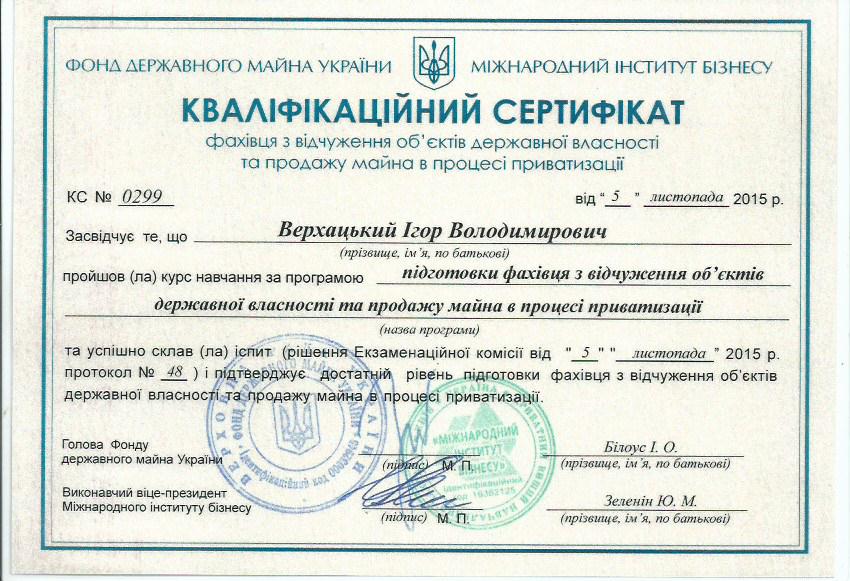 ФОНД ДЕРЖАВНОГО МАЙНА УКРАЇНИ МІЖНАРОДНИЙ ІНСТИТУТ БІЗНЕСУ
КВАЛІФІКАЦІЙНИЙ СЕРТИФІКАТ
фахівця з відчуження об’єктів державної власності
та продажу майна в процесі приватизації
КС № 0299 від “ 5 ” листопада 2015 р.
Засвідчує те, що Верхацький Ігор Володимирович
(прізвище, ім’я, по батькові)
пройшов (ла) курс навчання за програмою підготовки фахівця з відчуження об’єктів
державної власності та продажу майна в процесі приватизації
(назва програми)
та успішно склав (ла) іспит (рішення Екзаменаційної комісії від "5" "листопада" 2015 р.
протокол № 48 ) і підтверджує достатній рівень підготовки фахівця з відчуження об’єктів
державної власності та продажу майна в процесі приватизації.
Голова Фонду
державного майна України
(підпис) М. П.
Білоус І. О.
(прізвище, ім’я, по батькові)
Виконавчий віце-президент
Міжнародного інституту бізнесу
(підпис) М. П.
Зеленін Ю. М.
(прізвище, ім’я, по батькові)
ФОНД ДЕРЖАВНОГО МАЙНА УКРАЇНИ
Ідентифікаційний код 00032945
«МІЖНАРОДНИЙ
ІНСТИТУТ
БІЗНЕСУ»
Ідентифікаційний
код 16382125